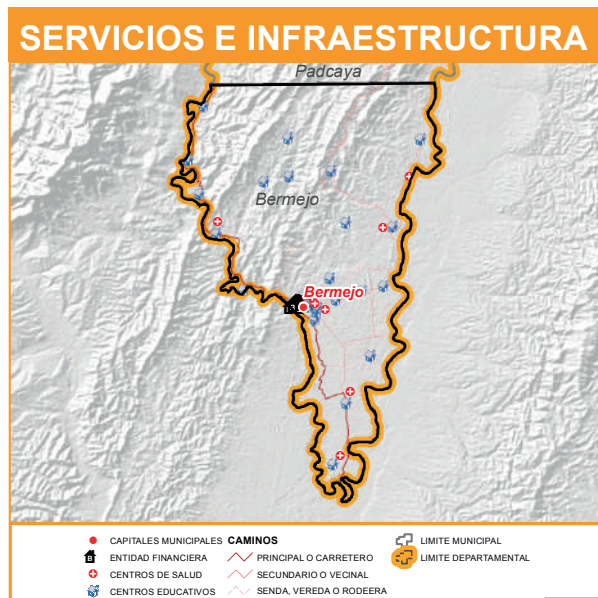 SERVICIOS E INFRAESTRUCTURA
Padcaya
Bermejo
Bermejo
CAPITALES MUNICIPALES
ENTIDAD FINANCIERA
CENTROS DE SALUD
CENTROS EDUCATIVOS
CAMINOS
PRINCIPAL O CARRETERO
SECUNDARIO O VECINAL
SENDA, VEREDA O RODEERA
LIMITE MUNICIPAL
LIMITE DEPARTAMENTAL